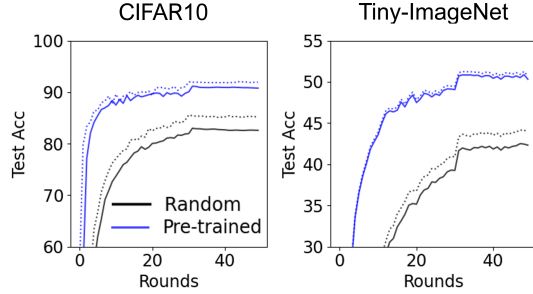 CIFAR10
Tiny-ImageNet
Test Acc
100
90
80
70
60
0
20
40
Rounds
Random
Pre-trained
Test Acc
55
50
45
40
35
30
0
20
40
Rounds